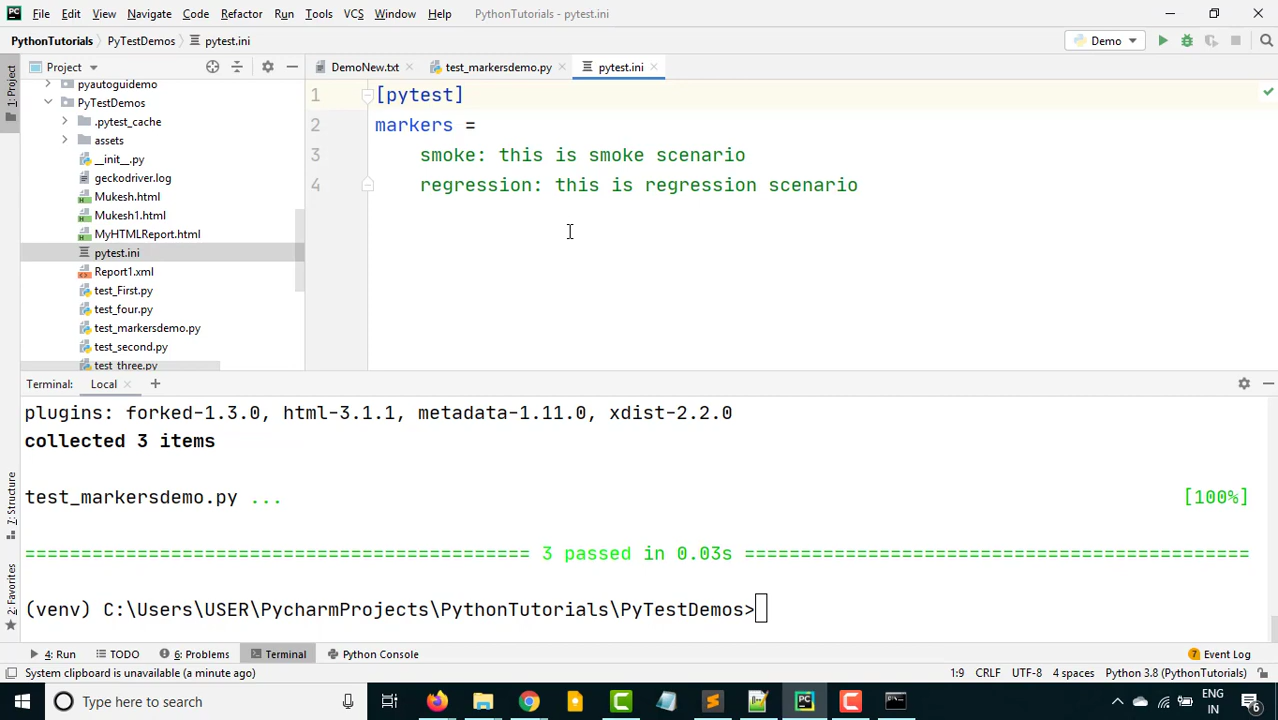 File Edit View Navigate Code Refactor Run Tools VCS Window Help PythonTutorials - pytest.ini
PythonTutorials PyTestDemos pytest.ini Demo
Project DemoNew.txt test_markersdemo.py pytest.ini
1: Project
pyautoguidemo
PyTestDemos
.pytest_cache
assets
__init__.py
geckodriver.log
Mukesh.html
Mukesh1.html
MyHTMLReport.html
pytest.ini
Report1.xml
test_First.py
test_four.py
test_markersdemo.py
test_second.py
test_three.py
1 [pytest]
2 markers =
3 smoke: this is smoke scenario
4 regression: this is regression scenario
Terminal: Local
plugins: forked-1.3.0, html-3.1.1, metadata-1.11.0, xdist-2.2.0
collected 3 items
test_markersdemo.py ... [100%]
============================================= 3 passed in 0.03s =============================================
(venv) C:\Users\USER\PycharmProjects\PythonTutorials\PyTestDemos>
7: Structure
2: Favorites
4: Run TODO 6: Problems Terminal Python Console 7 Event Log
System clipboard is unavailable (a minute ago) 1:9 CRLF UTF-8 4 spaces Python 3.8 (PythonTutorials)
Type here to search PC ENG
IN 6